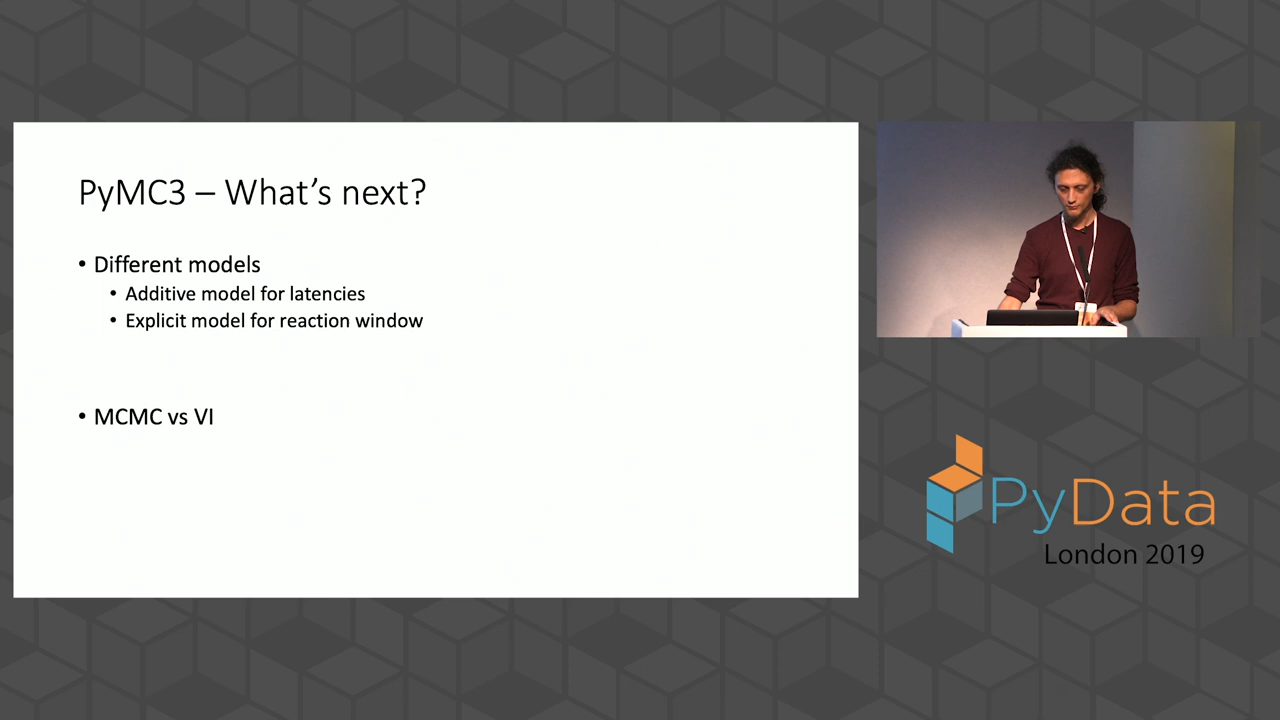 PyMC3 – What's next?
• Different models
• Additive model for latencies
• Explicit model for reaction window
• MCMC vs VI
PyData
London 2019